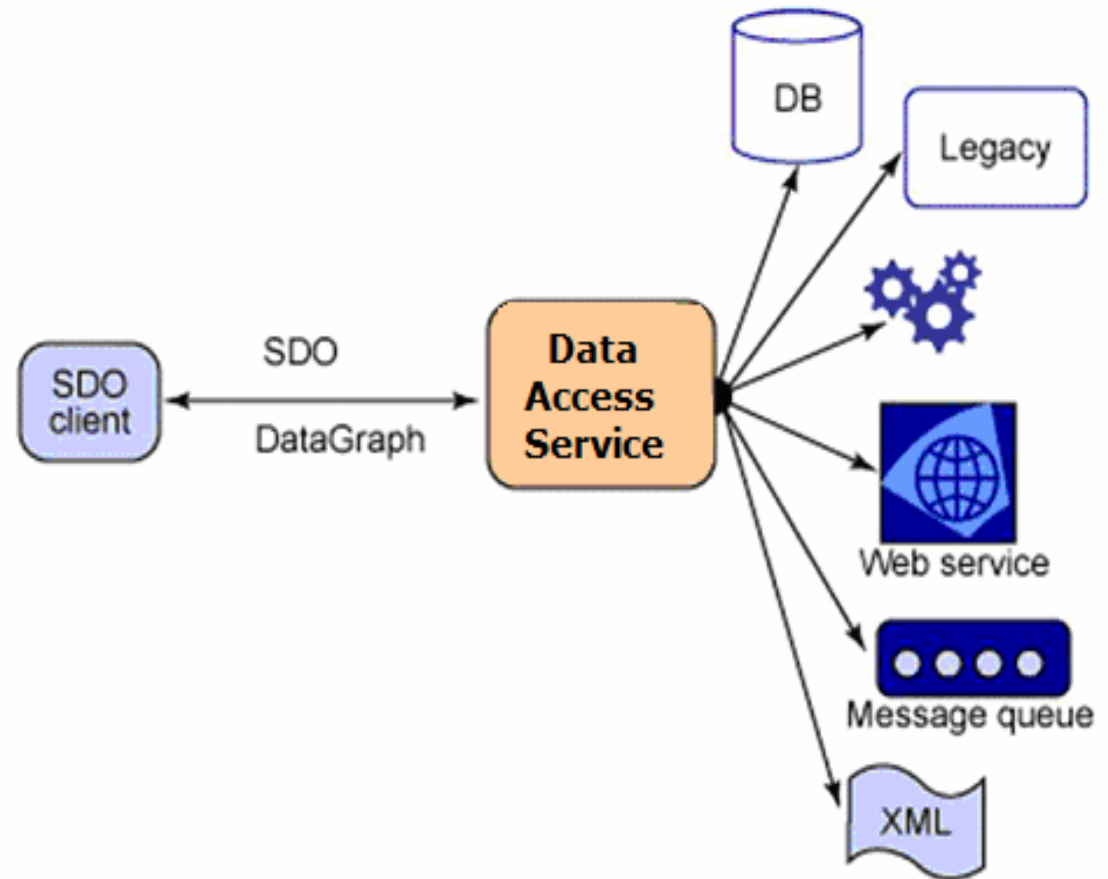 DB
Legacy
SDO
client
SDO
DataGraph
Data
Access
Service
Web service
Message queue
XML